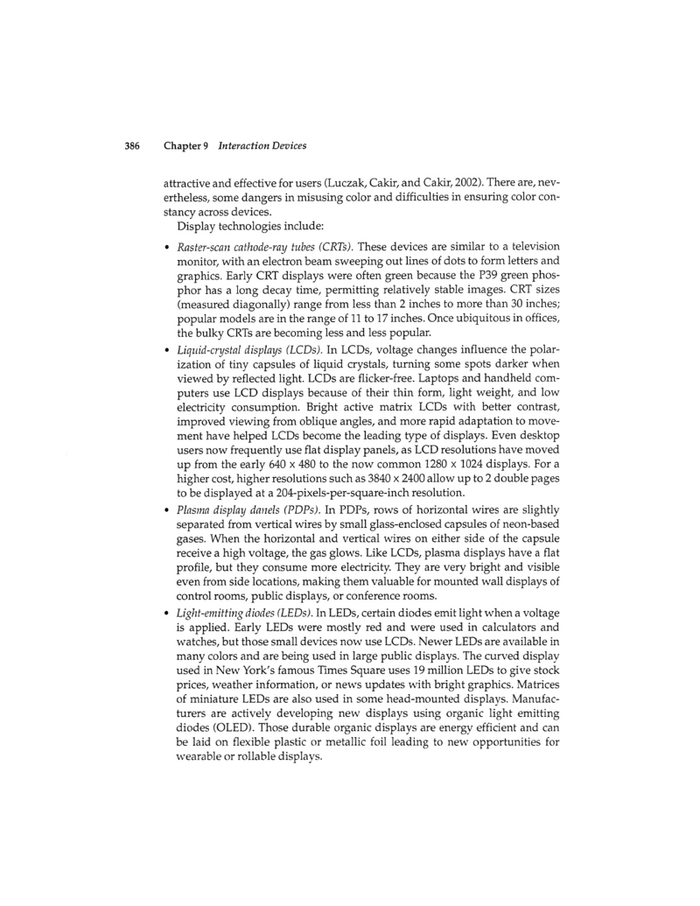 386 Chapter 9 Interaction Devices
attractive and effective for users (Luczak, Cakir, and Cakir, 2002). There are, nev-
ertheless, some dangers in misusing color and difficulties in ensuring color con-
stancy across devices.
Display technologies include:
• Raster-scan cathode-ray tubes (CRTs). These devices are similar to a television
monitor, with an electron beam sweeping out lines of dots to form letters and
graphics. Early CRT displays were often green because the P39 green phos-
phor has a long decay time, permitting relatively stable images. CRT sizes
(measured diagonally) range from less than 2 inches to more than 30 inches;
popular models are in the range of 11 to 17 inches. Once ubiquitous in offices,
the bulky CRTs are becoming less and less popular.
• Liquid-crystal displays (LCDs). In LCDs, voltage changes influence the polar-
ization of tiny capsules of liquid crystals, turning some spots darker when
viewed by reflected light. LCDs are flicker-free. Laptops and handheld com-
puters use LCD displays because of their thin form, light weight, and low
electricity consumption. Bright active matrix LCDs with better contrast,
improved viewing from oblique angles, and more rapid adaptation to move-
ment have helped LCDs become the leading type of displays. Even desktop
users now frequently use flat display panels, as LCD resolutions have moved
up from the early 640 x 480 to the now common 1280 x 1024 displays. For a
higher cost, higher resolutions such as 3840 x 2400 allow up to 2 double pages
to be displayed at a 204-pixels-per-square-inch resolution.
• Plasma display danels (PDPs). In PDPs, rows of horizontal wires are slightly
separated from vertical wires by small glass-enclosed capsules of neon-based
gases. When the horizontal and vertical wires on either side of the capsule
receive a high voltage, the gas glows. Like LCDs, plasma displays have a flat
profile, but they consume more electricity. They are very bright and visible
even from side locations, making them valuable for mounted wall displays of
control rooms, public displays, or conference rooms.
• Light-emitting diodes (LEDs). In LEDs, certain diodes emit light when a voltage
is applied. Early LEDs were mostly red and were used in calculators and
watches, but those small devices now use LCDs. Newer LEDs are available in
many colors and are being used in large public displays. The curved display
used in New York's famous Times Square uses 19 million LEDs to give stock
prices, weather information, or news updates with bright graphics. Matrices
of miniature LEDs are also used in some head-mounted displays. Manufac-
turers are actively developing new displays using organic light emitting
diodes (OLED). Those durable organic displays are energy efficient and can
be laid on flexible plastic or metallic foil leading to new opportunities for
wearable or rollable displays.